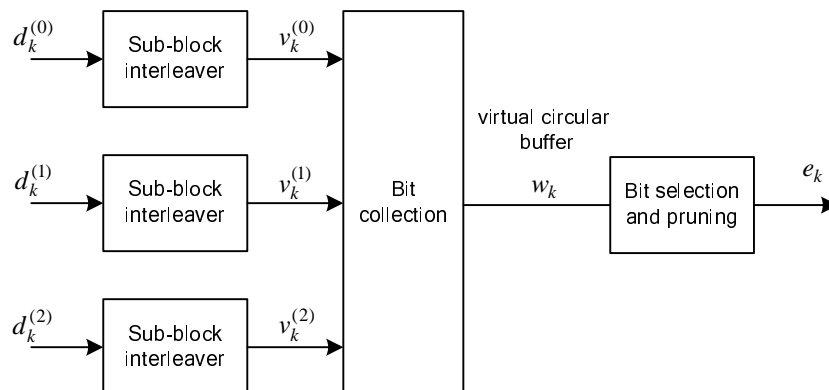 d_k^{(0)}
Sub-block
interleaver
v_k^{(0)}
d_k^{(1)}
Sub-block
interleaver
v_k^{(1)}
d_k^{(2)}
Sub-block
interleaver
v_k^{(2)}
Bit
collection
virtual circular
buffer
w_k
Bit selection
and pruning
e_k